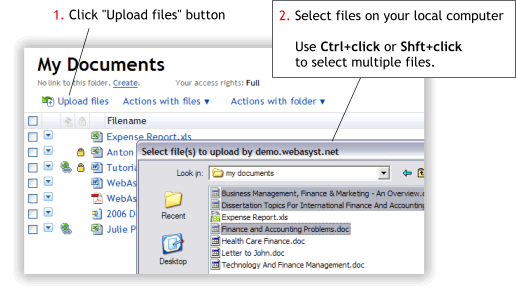 1. Click "Upload files" button
2. Select files on your local computer
Use Ctrl+click or Shft+click
to select multiple files.
My Documents
No link to this folder. Create. Your access rights: Full
Upload files Actions with files Actions with folder
Filename
Expense Report.xls
Anton
Tutoria
WebAs
WebAs
2006 D
Julie P
Select file(s) to upload by demo.webasyst.net
Look in: my documents
Recent
Desktop
Business Management, Finance & Marketing - An Overview.
Dissertation Topics For International Finance And Accounting
Expense Report.xls
Finance and Accounting Problems.doc
Health Care Finance.doc
Letter to John.doc
Technology And Finance Management.doc